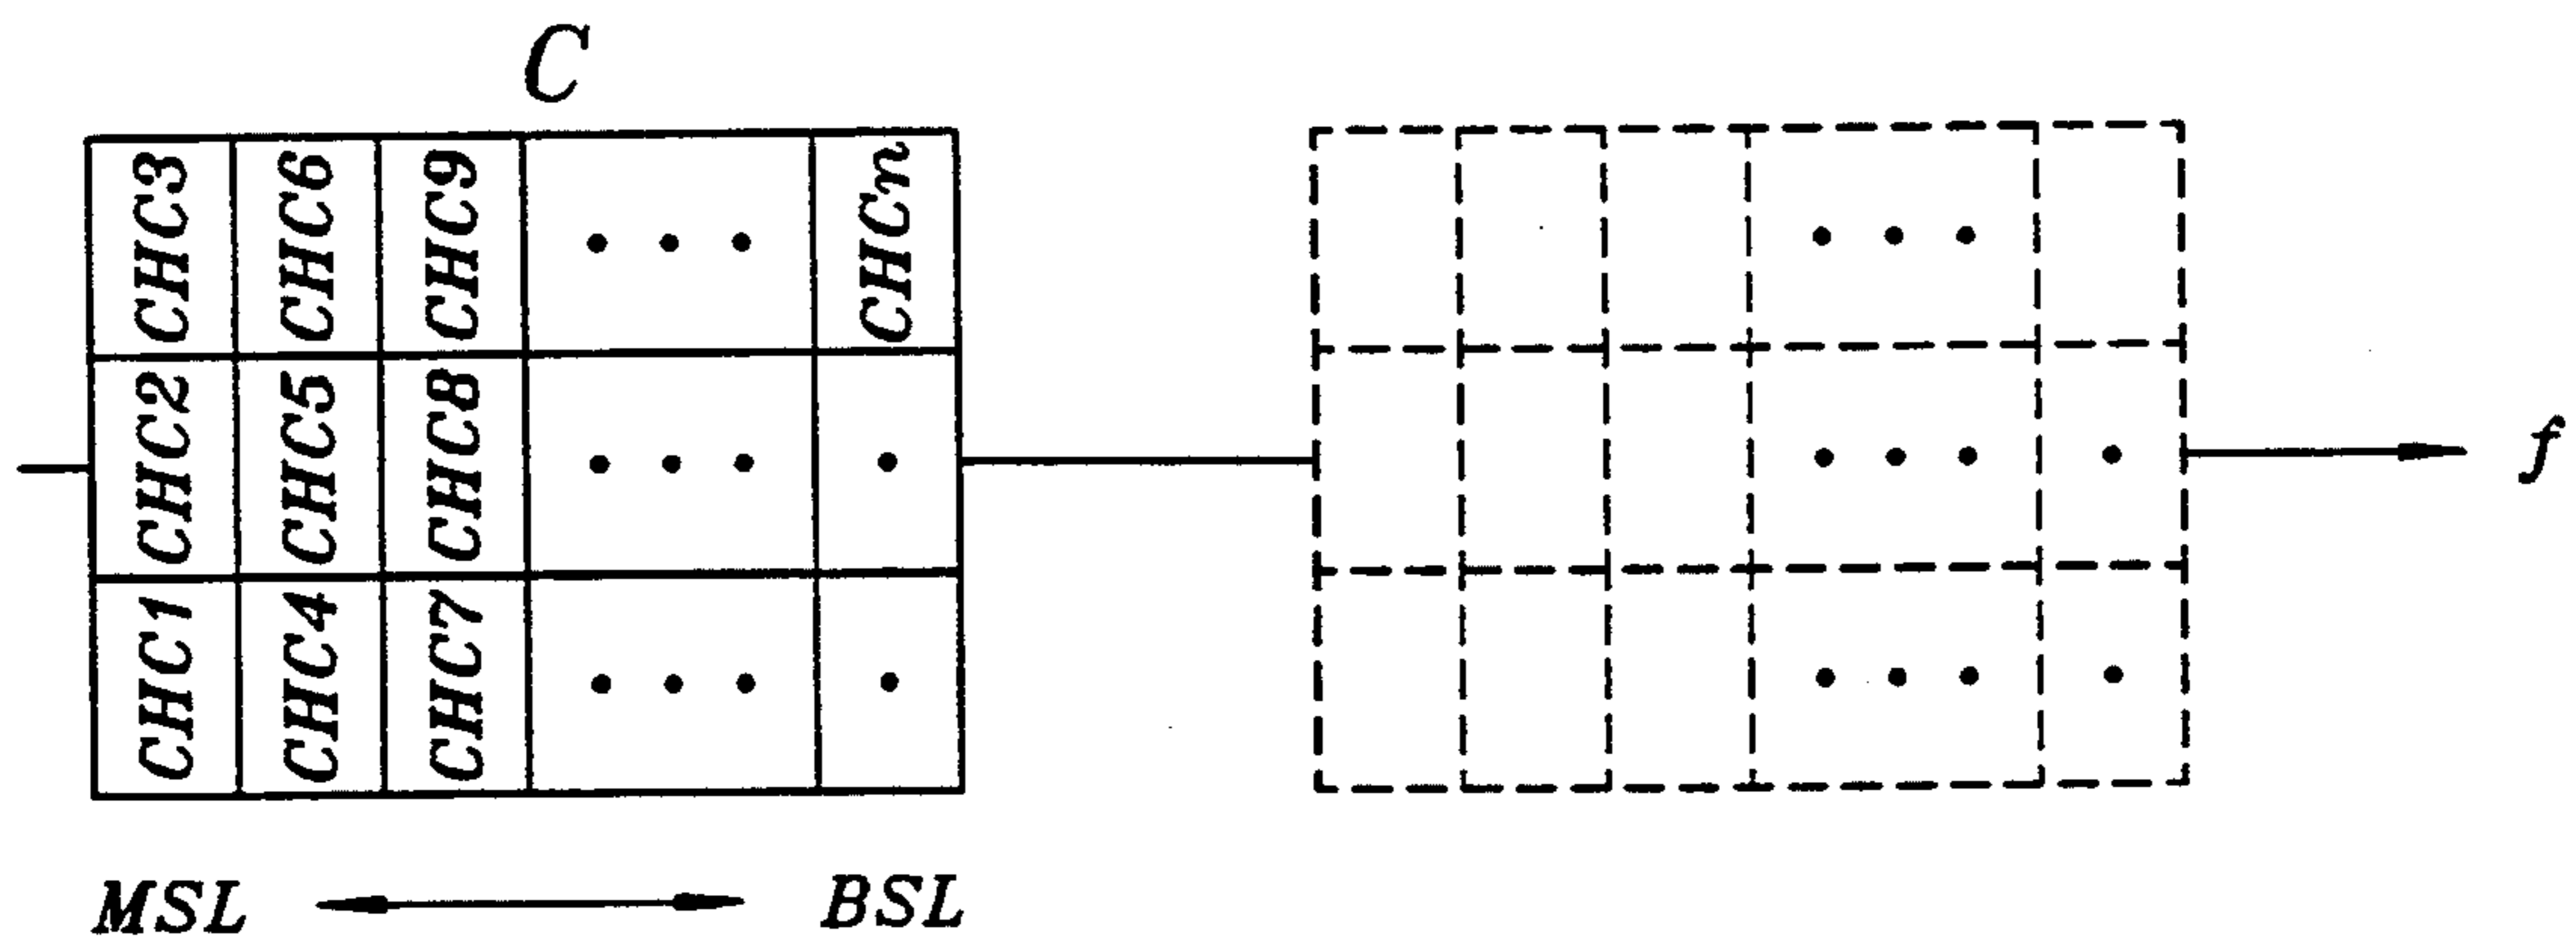 C
CHC3 CHC6 CHC9 • • • CHCn
• • •
CHC2 CHC5 CHC8 • • • •
• • • •
f
CHC1 CHC4 CHC7 • • • •
• • • •
MSL BSL